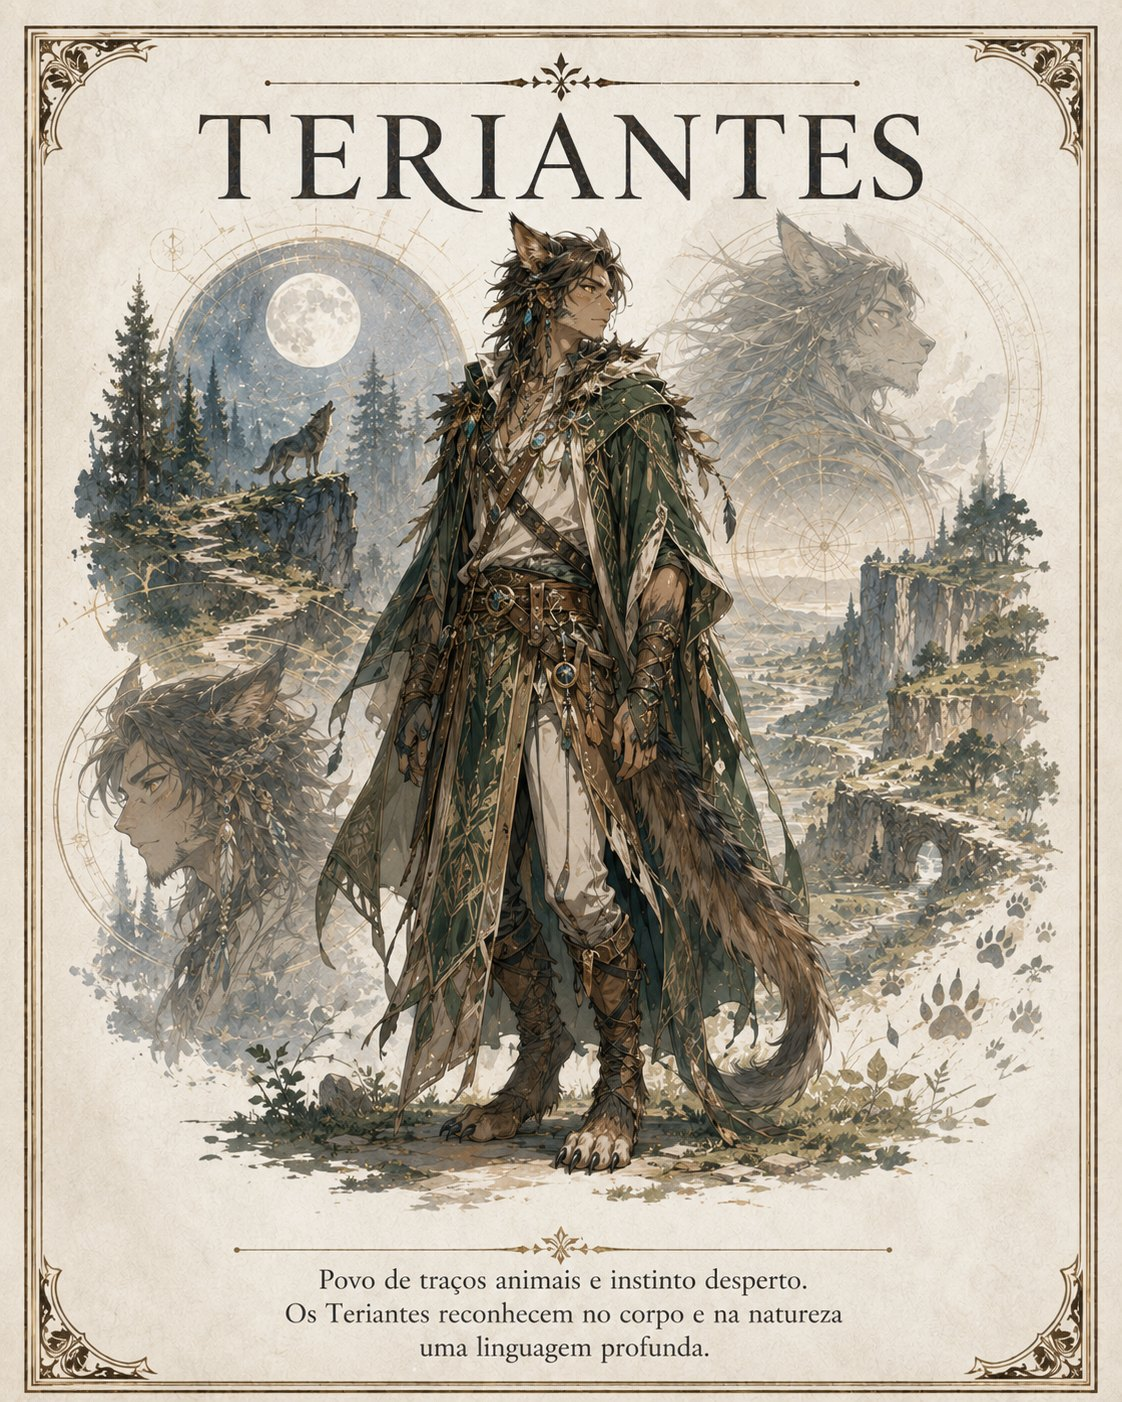 TERIANTES
Povo de traços animais e instinto desperto.
Os Teriantes reconhecem no corpo e na natureza
uma linguagem profunda.